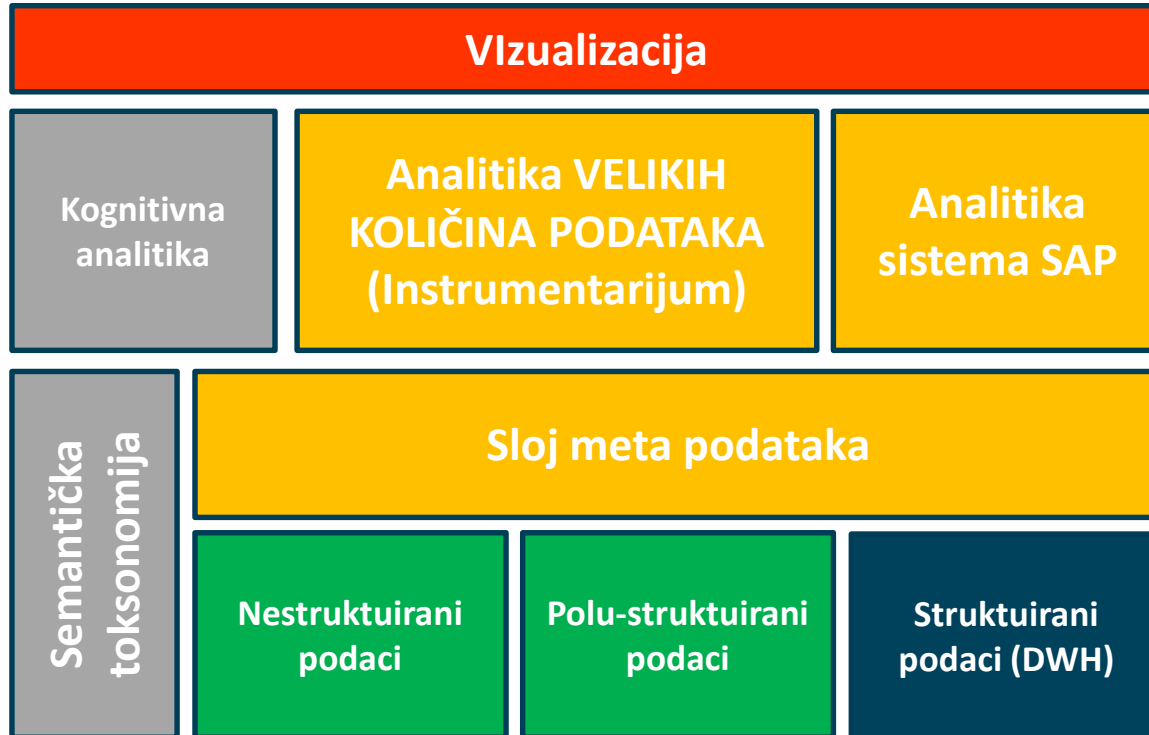 VIzualizacija
Kognitivna
analitika
Analitika VELIKIH
KOLIČINA PODATAKA
(Instrumentarijum)
Analitika
sistema SAP
Semantička
toksonomija
Sloj meta podataka
Nestruktuirani
podaci
Polu-struktuirani
podaci
Struktuirani
podaci (DWH)